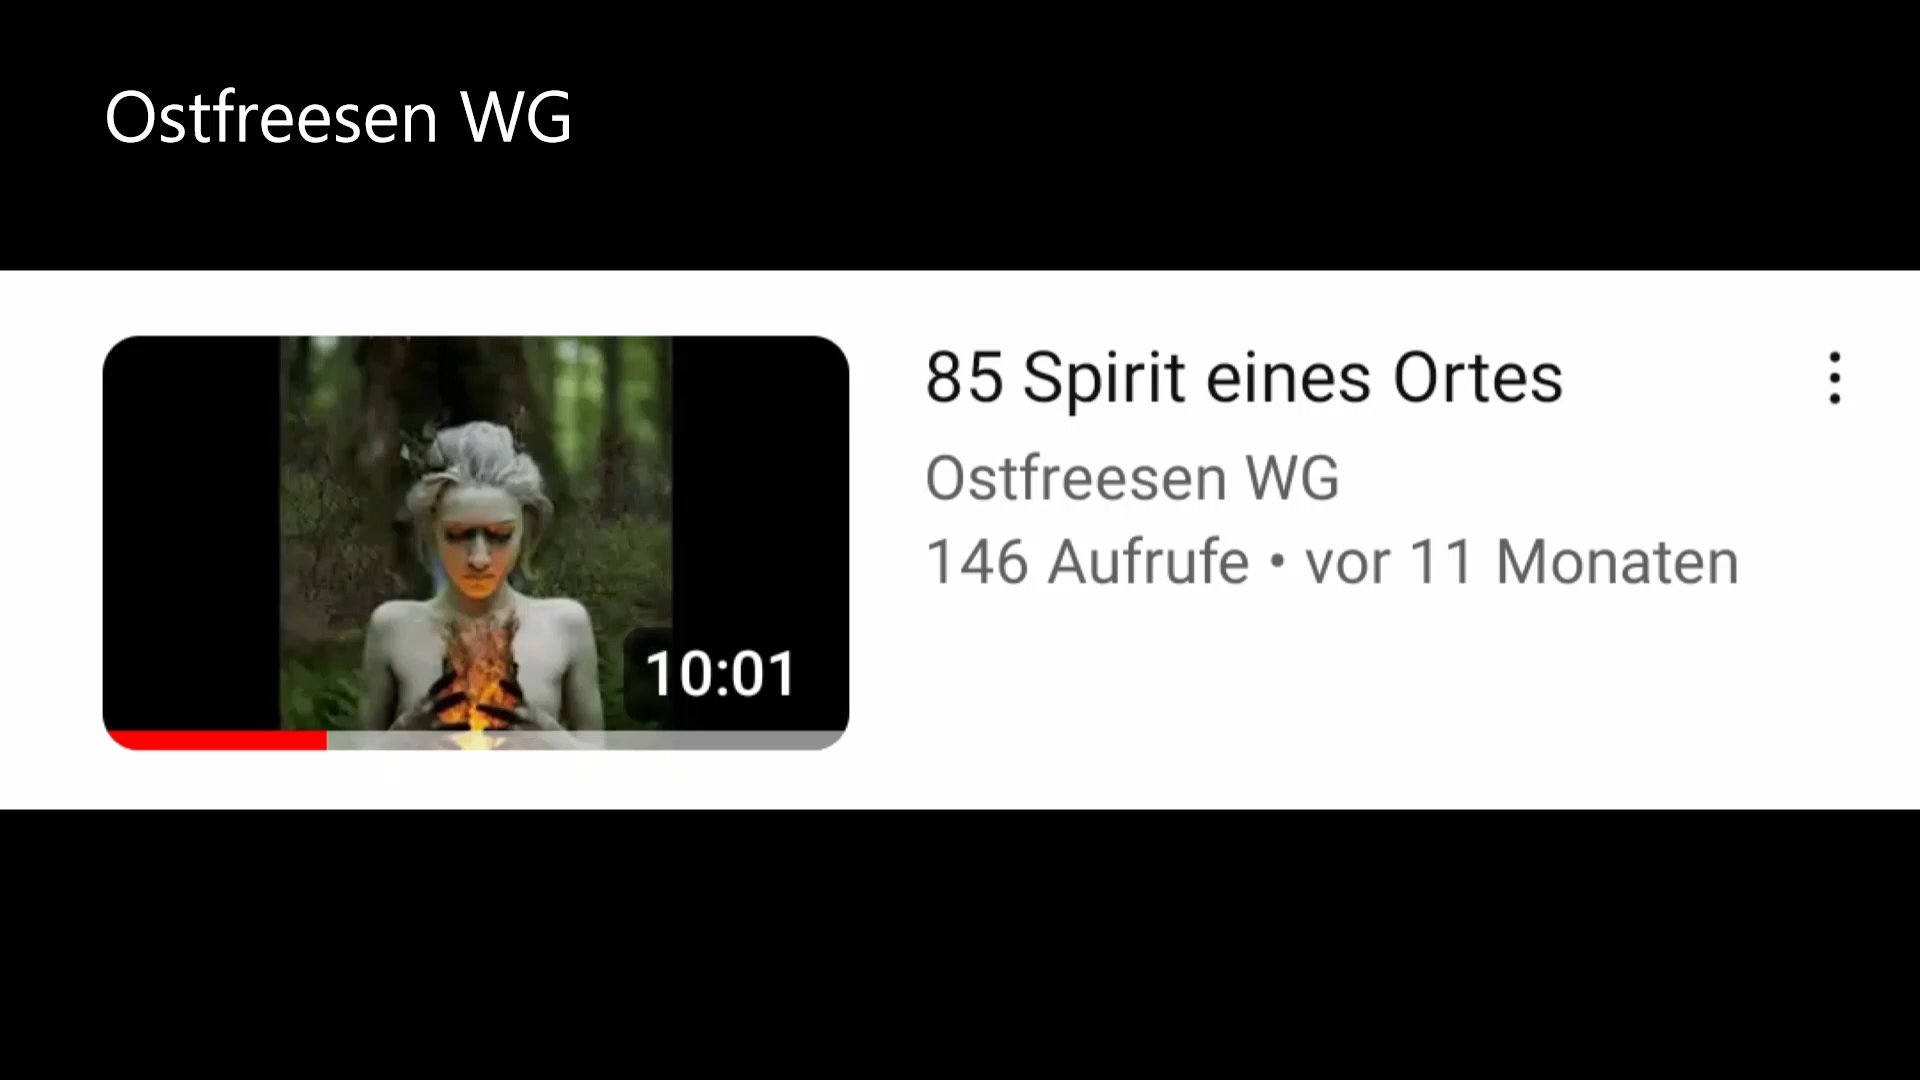 Ostfreesen WG
85 Spirit eines Ortes
Ostfreesen WG
146 Aufrufe • vor 11 Monaten
10:01